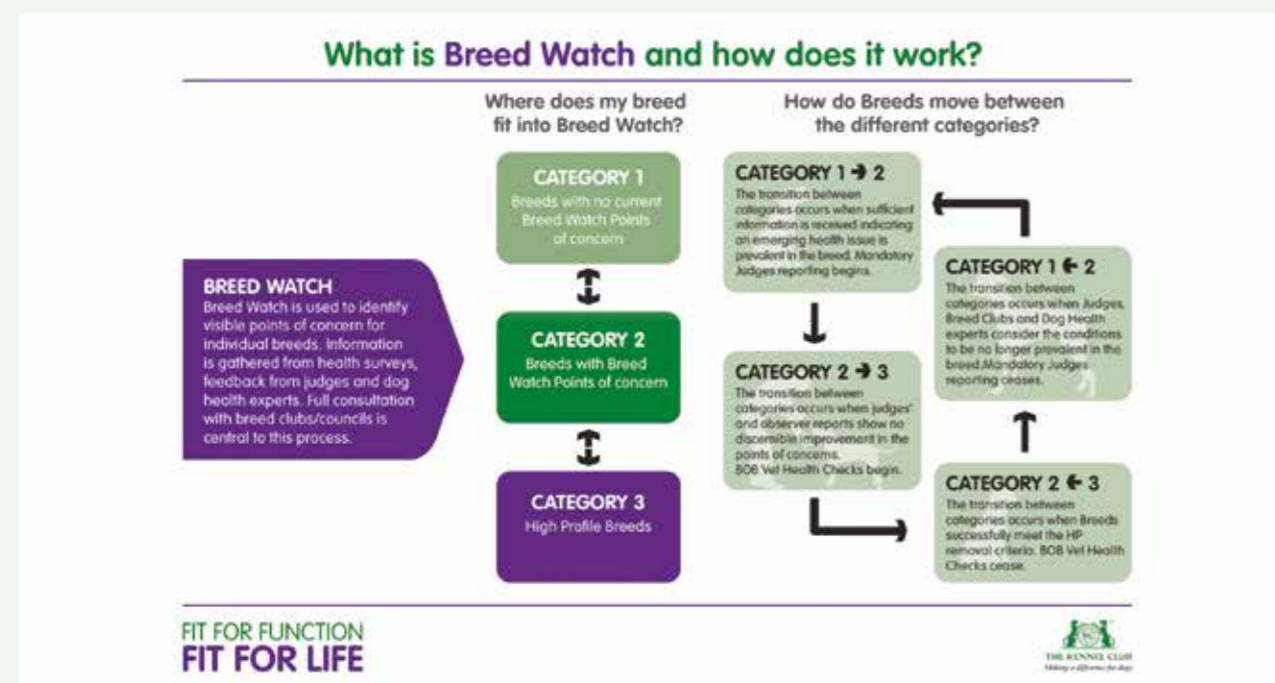 What is Breed Watch and how does it work?
Where does my breed
fit into Breed Watch?
How do Breeds move between
the different categories?
BREED WATCH
Breed Watch is used to identify
visible points of concern for
individual breeds. Information
is gathered from health surveys,
feedback from judges and dog
health experts. Full consultation
with breed clubs/councils is
central to this process.
CATEGORY 1
Breeds with no current
Breed Watch Points
of concern
CATEGORY 2
Breeds with Breed
Watch Points of concern
CATEGORY 3
High Profile Breeds
CATEGORY 1 → 2
The transition between
categories occurs when sufficient
information is received indicating
an emerging health issue is
prevalent in the breed. Mandatory
Judges reporting begins.
CATEGORY 2 → 3
The transition between
categories occurs when judges'
and observer reports show no
discernible improvement in the
points of concerns.
BOB Vet Health Checks begin.
CATEGORY 1 ← 2
The transition between
categories occurs when Judges,
Breed Clubs and Dog Health
experts consider the conditions
to be no longer prevalent in the
breed.Mandatory Judges
reporting ceases.
CATEGORY 2 ← 3
The transition between
categories occurs when Breeds
successfully meet the HP
removal criteria. BOB Vet Health
Checks cease.
FIT FOR FUNCTION
FIT FOR LIFE
THE KENNEL CLUB
Making a difference for dogs